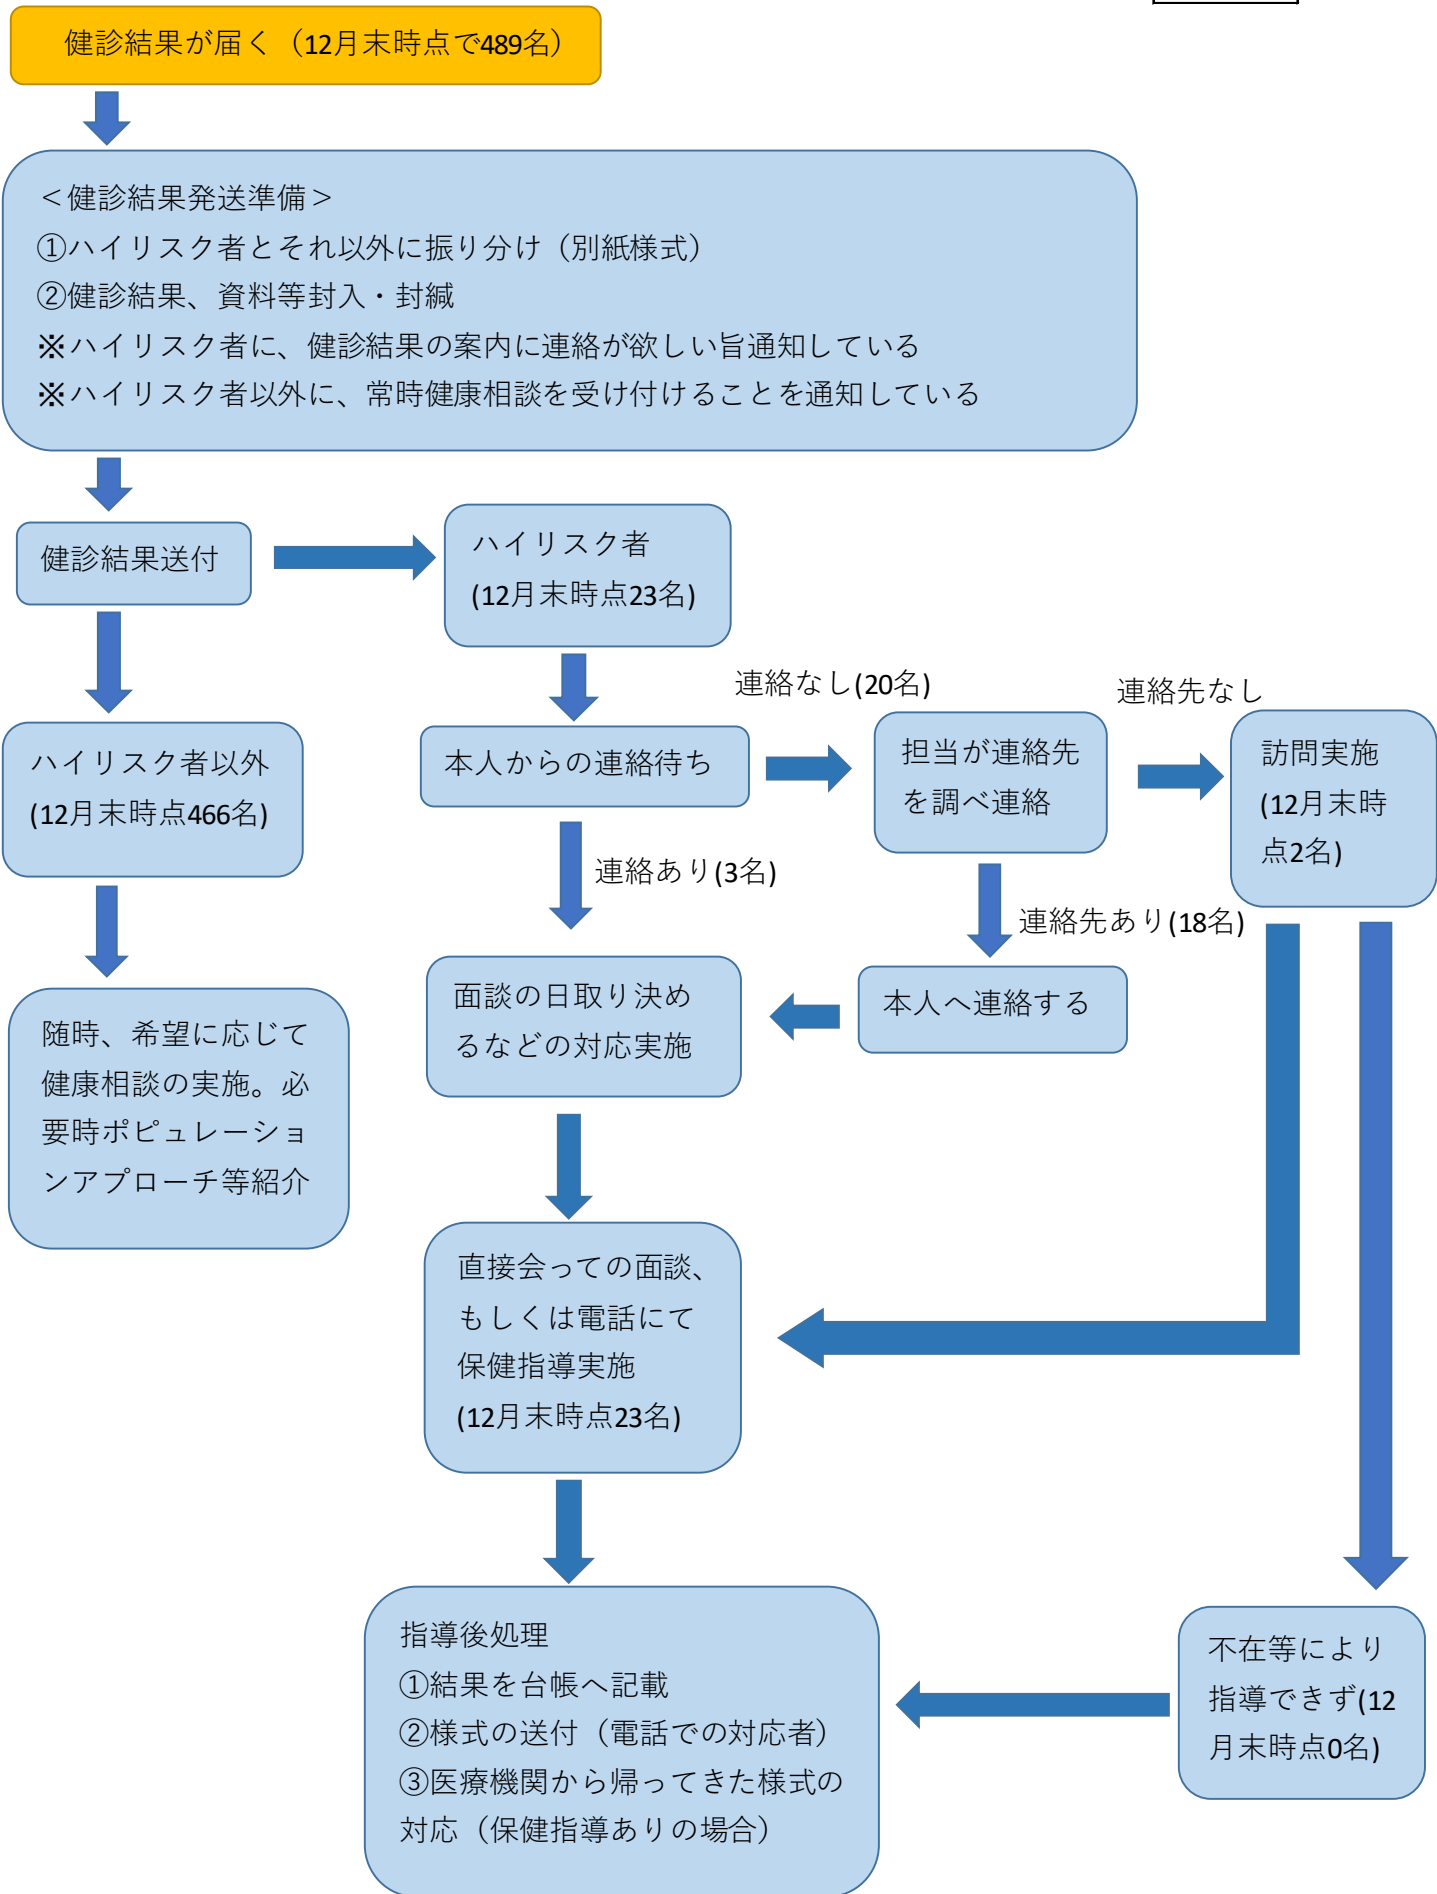 健診結果が届く（12月末時点で489名）
＜健診結果発送準備＞
①ハイリスク者とそれ以外に振り分け（別紙様式）
②健診結果、資料等封入・封緘
※ハイリスク者に、健診結果の案内に連絡が欲しい旨通知している
※ハイリスク者以外に、常時健康相談を受け付けることを通知している
健診結果送付
ハイリスク者
(12月末時点23名)
連絡なし(20名)
連絡先なし
ハイリスク者以外
(12月末時点466名)
本人からの連絡待ち
担当が連絡先
を調べ連絡
訪問実施
(12月末時
点2名)
連絡あり(3名)
連絡先あり(18名)
随時、希望に応じて
健康相談の実施。必
要時ポピュレーショ
ンアプローチ等紹介
面談の日取り決め
るなどの対応実施
本人へ連絡する
直接会っての面談、
もしくは電話にて
保健指導実施
(12月末時点23名)
指導後処理
①結果を台帳へ記載
②様式の送付（電話での対応者）
③医療機関から帰ってきた様式の
対応（保健指導ありの場合）
不在等により
指導できず(12
月末時点0名)